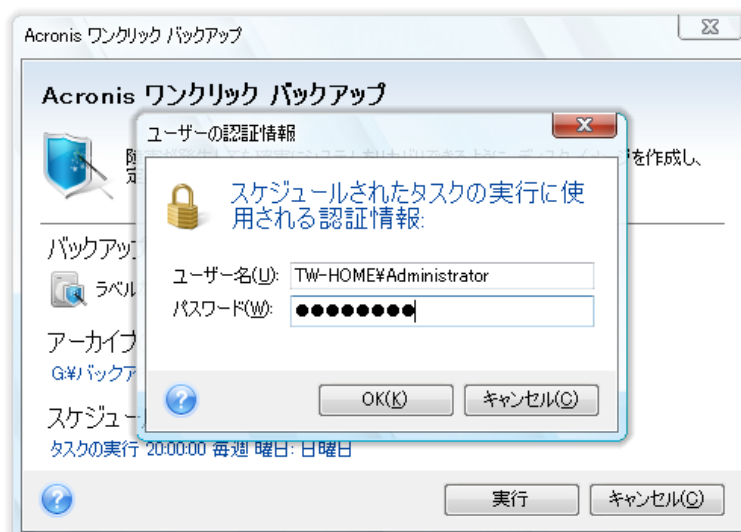 Acronis ワンクリック バックアップ
Acronis ワンクリック バックアップ
ユーザーの認証情報
を作成し、
スケジュールされたタスクの実行に使
用される認証情報:
バックアッ
ユーザー名(U): TW-HOME¥Administrator
ラベル
パスワード(W): ●●●●●●●●
アーカイブ
G:¥バックア
OK(K) キャンセル(C)
スケジュー
タスクの実行 20:00:00 毎週 曜日: 日曜日
実行 キャンセル(C)